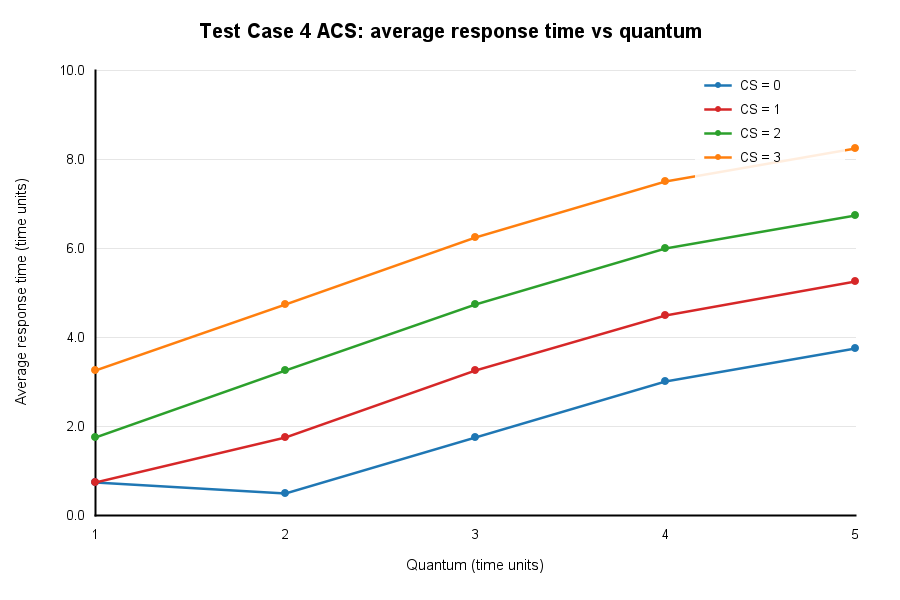 Test Case 4 ACS: average response time vs quantum
10.0
8.0
6.0
4.0
2.0
0.0
CS = 0
CS = 1
CS = 2
CS = 3
Average response time (time units)
1
2
3
4
5
Quantum (time units)